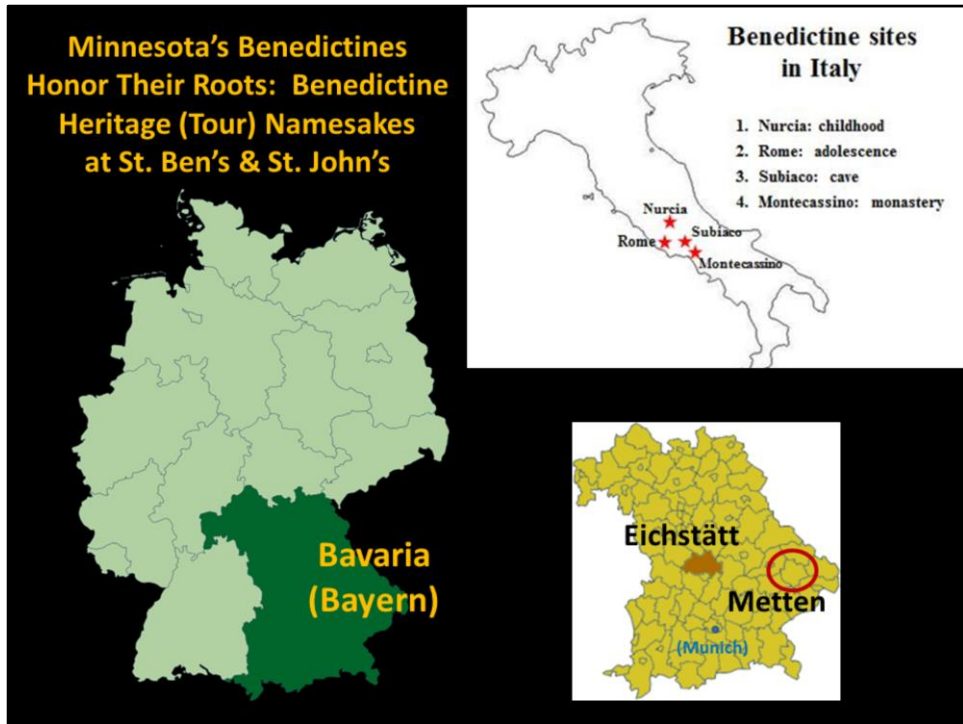 Minnesota's Benedictines
Honor Their Roots: Benedictine
Heritage (Tour) Namesakes
at St. Ben's & St. John's
Benedictine sites
in Italy
1. Nurcia: childhood
2. Rome: adolescence
3. Subiaco: cave
4. Montecassino: monastery
Nurcia
Subiaco
Rome
Montecassino
Bavaria
(Bayern)
Eichstätt
Metten
(Munich)